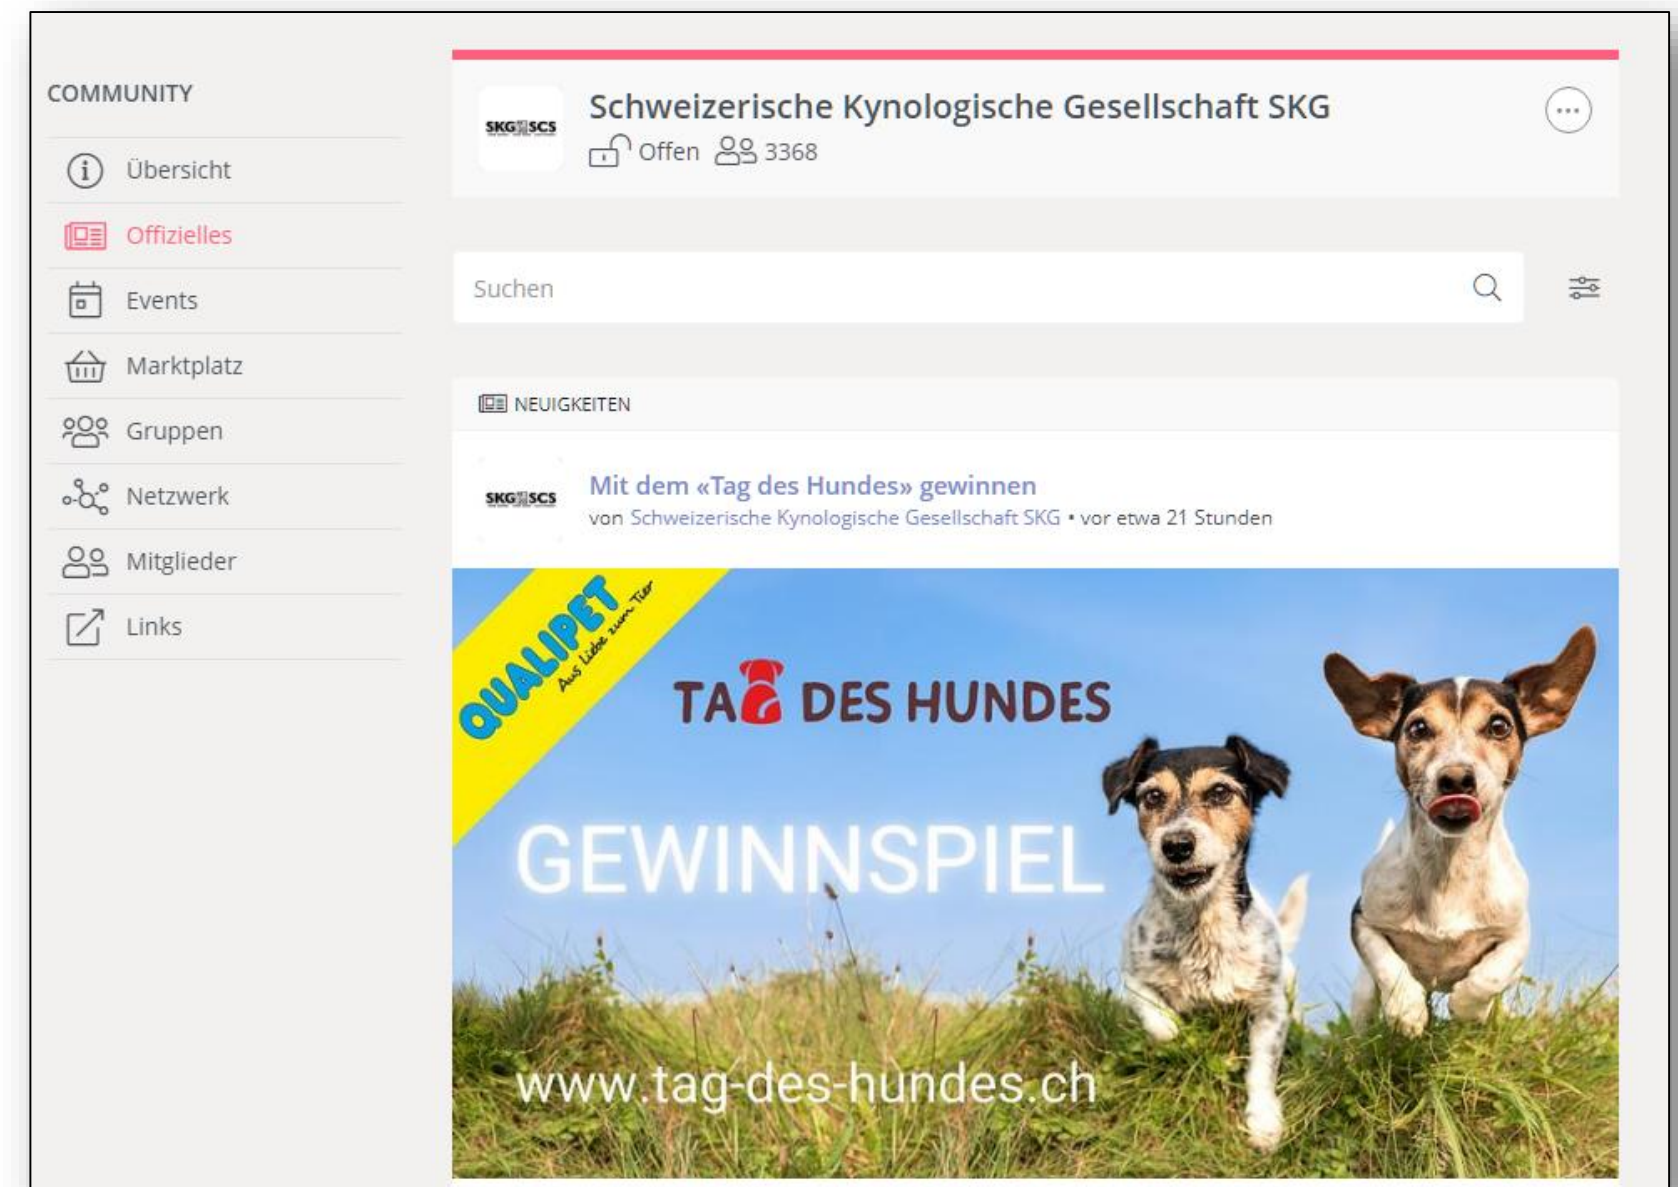 COMMUNITY
Übersicht
Offizielles
Events
Marktplatz
Gruppen
Netzwerk
Mitglieder
Links
SKG SCS
Schweizerische Kynologische Gesellschaft SKG
Offen 3368
Suchen
NEUIGKEITEN
SKG SCS
Mit dem «Tag des Hundes» gewinnen
von Schweizerische Kynologische Gesellschaft SKG • vor etwa 21 Stunden
QUALIPET
Aus Liebe zum Tier
TAG DES HUNDES
GEWINNSPIEL
www.tag-des-hundes.ch